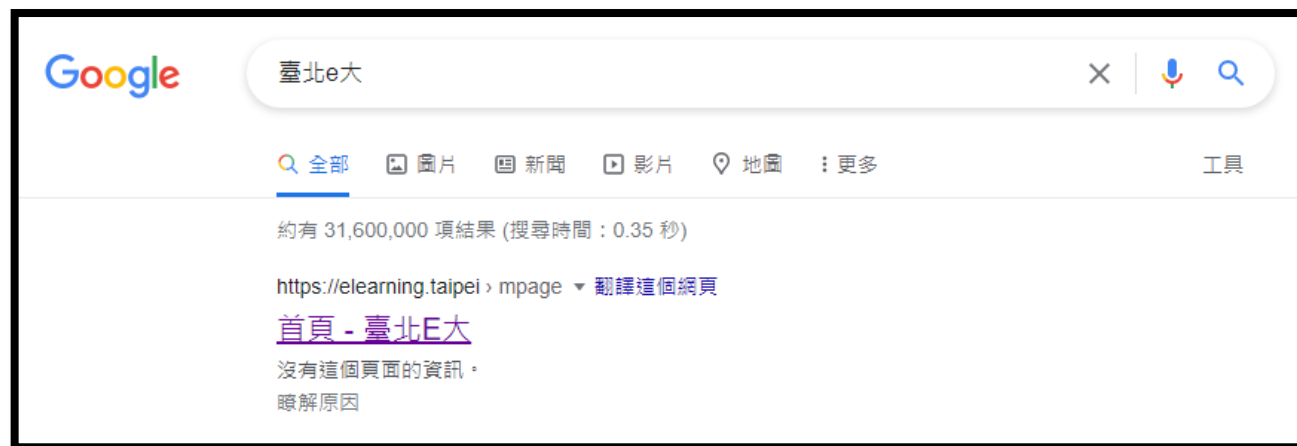 Google 臺北e大
全部 圖片 新聞 影片 地圖 更多 工具
約有 31,600,000 項結果 (搜尋時間：0.35 秒)
https://elearning.taipei › mpage ▼ 翻譯這個網頁
首頁 - 臺北E大
沒有這個頁面的資訊。
瞭解原因